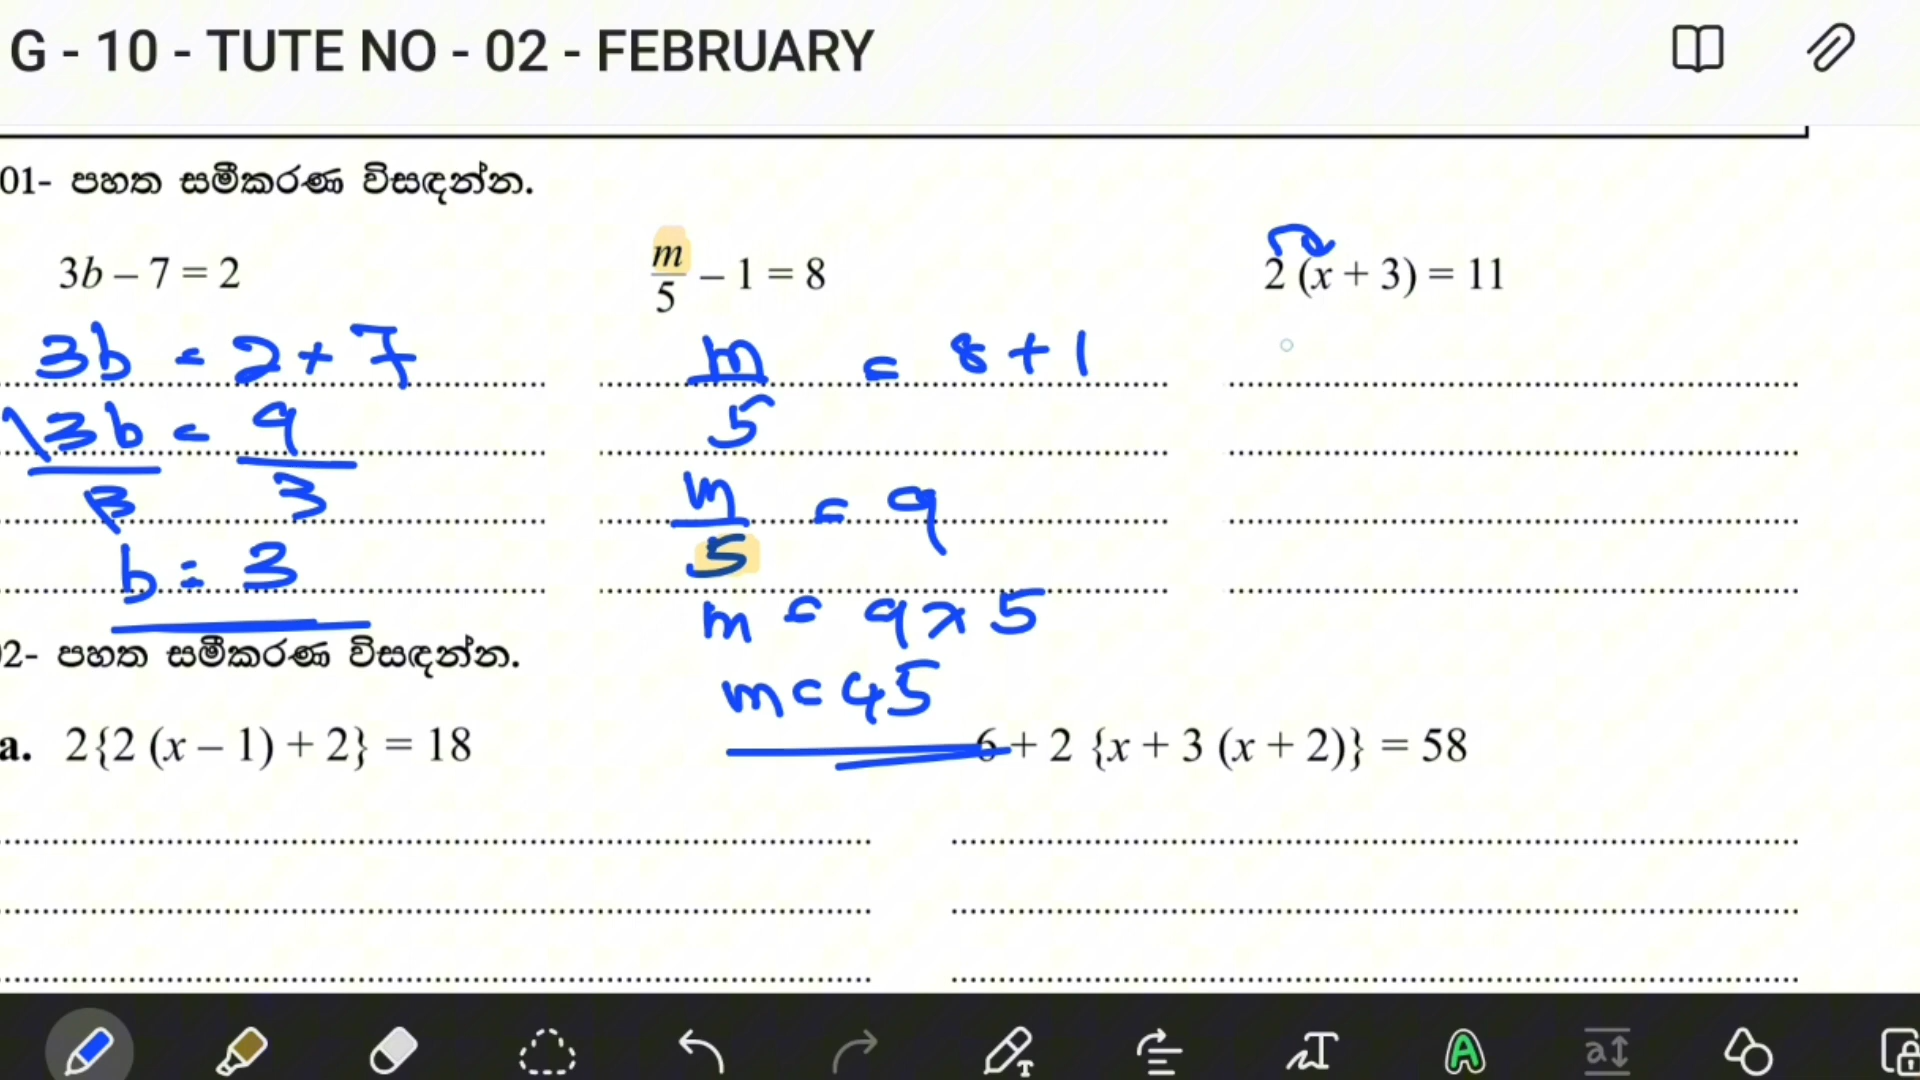 G - 10 - TUTE NO - 02 - FEBRUARY
01- පහත සමීකරණ විසඳන්න.
3b – 7 = 2
3b = 2 + 7
3b = 9
3 3
b = 3
m
5 – 1 = 8
m = 8 + 1
5
m = 9
5
m = 9 × 5
m = 45
2 (x + 3) = 11
2- පහත සමීකරණ විසඳන්න.
a. 2{2 (x – 1) + 2} = 18
6 + 2 {x + 3 (x + 2)} = 58